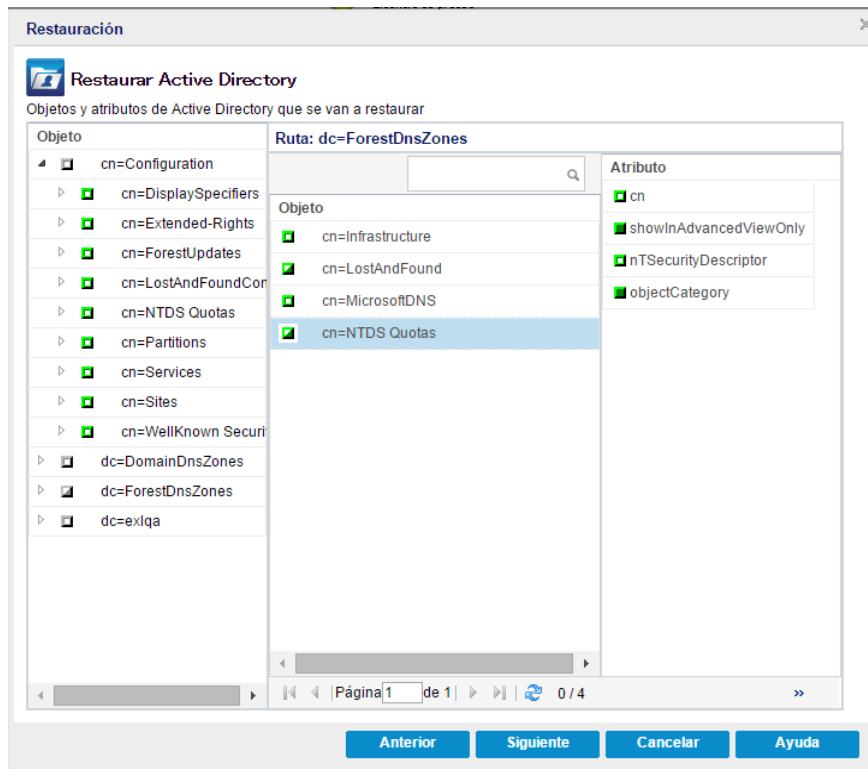 Restauración
Restaurar Active Directory
Objetos y atributos de Active Directory que se van a restaurar
Objeto
cn=Configuration
cn=DisplaySpecifiers
cn=Extended-Rights
cn=ForestUpdates
cn=LostAndFoundCon
cn=NTDS Quotas
cn=Partitions
cn=Services
cn=Sites
cn=WellKnown Securi
dc=DomainDnsZones
dc=ForestDnsZones
dc=exlqa
Ruta: dc=ForestDnsZones
Objeto
cn=Infrastructure
cn=LostAndFound
cn=MicrosoftDNS
cn=NTDS Quotas
Página 1 de 1
0 / 4
»
Atributo
cn
showInAdvancedViewOnly
nTSecurityDescriptor
objectCategory
Anterior
Siguiente
Cancelar
Ayuda